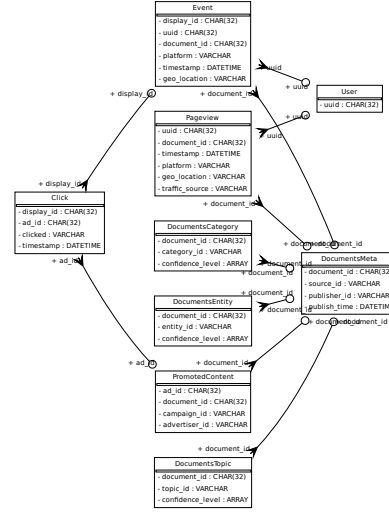 Event
- display_id : CHAR(32)
- uuid : CHAR(32)
- document_id : CHAR(32)
- platform : VARCHAR
- timestamp : DATETIME
- geo_location : VARCHAR
+ uuid
+ uuid
+ display_id
+ document_id
User
- uuid : CHAR(32)
Pageview
- uuid : CHAR(32)
- document_id : CHAR(32)
- timestamp : DATETIME
- platform : VARCHAR
- geo_location : VARCHAR
- traffic_source : VARCHAR
+ uuid
+ uuid
+ display_id
+ document_id
Click
- display_id : CHAR(32)
- ad_id : CHAR(32)
- clicked : VARCHAR
- timestamp : DATETIME
+ ad_id
DocumentsCategory
- document_id : CHAR(32)
- category_id : VARCHAR
- confidence_level : ARRAY
+ document_id
DocumentsMeta
- document_id : CHAR(32)
- source_id : VARCHAR
- publisher_id : VARCHAR
- publish_time : DATETIM
DocumentsEntity
- document_id : CHAR(32)
- entity_id : VARCHAR
- confidence_level : ARRAY
+ document_id
+ ad_id
+ document_id
PromotedContent
- ad_id : CHAR(32)
- document_id : CHAR(32)
- campaign_id : VARCHAR
- advertiser_id : VARCHAR
+ document_id
DocumentsTopic
- document_id : CHAR(32)
- topic_id : VARCHAR
- confidence_level : ARRAY